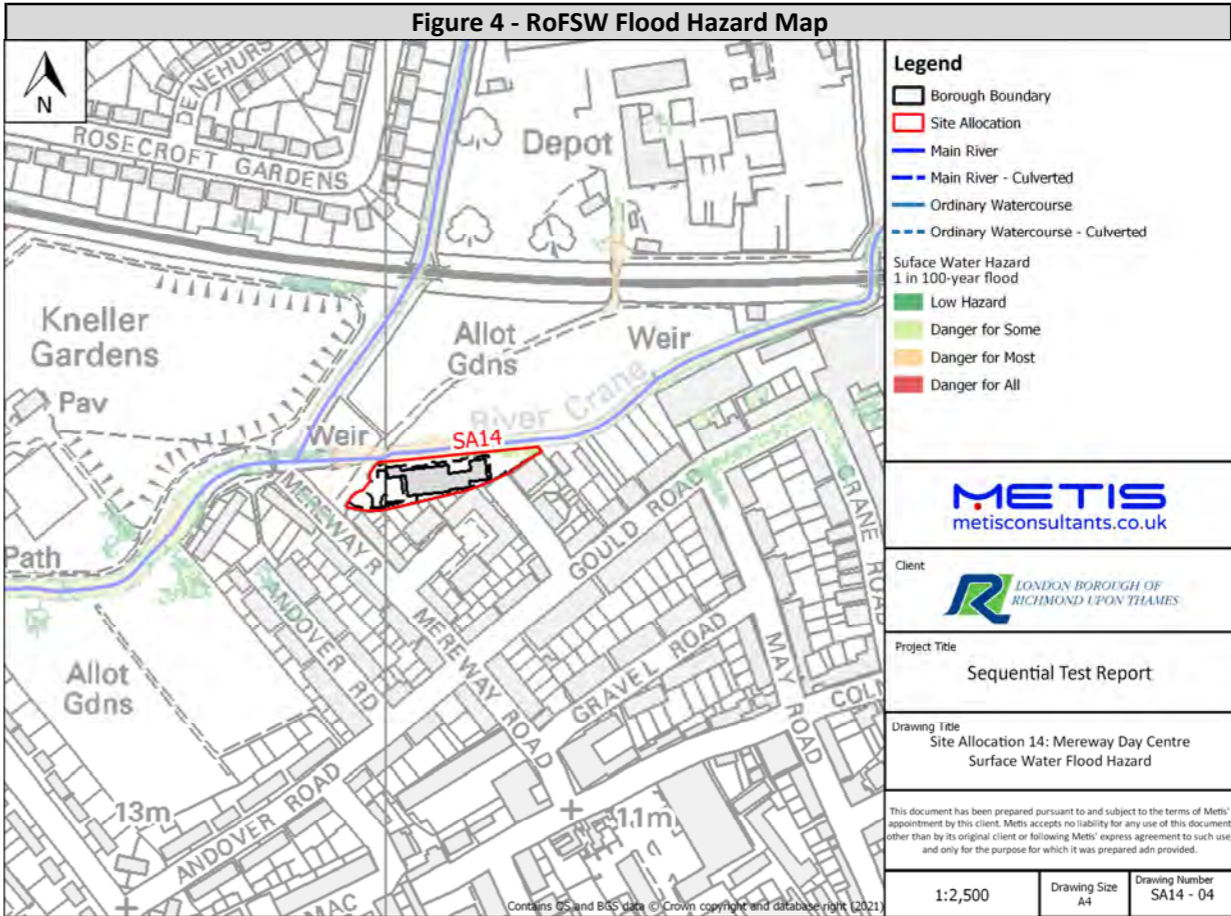 Figure 4 - RoFSW Flood Hazard Map
N
DENEHURS
ROSECROFT GARDENS
Depot
Kneller
Gardens
Allot
Gdns
Weir
Pav
River Crane
Weir
SA14
MEREWAY R
Path
GOULD ROAD
CRANE ROAD
ANDOVER RD
MEREWAY ROAD
GRAVEL ROAD
MAY ROAD
COLN
Allot
Gdns
13m
ANDOVER ROAD
11m
MAC
Contains OS and BGS data © Crown copyright and database right (2021)
Legend
Borough Boundary
Site Allocation
Main River
Main River - Culverted
Ordinary Watercourse
Ordinary Watercourse - Culverted
Suface Water Hazard
1 in 100-year flood
Low Hazard
Danger for Some
Danger for Most
Danger for All
METIS
metisconsultants.co.uk
Client
LONDON BOROUGH OF
RICHMOND UPON THAMES
Project Title
Sequential Test Report
Drawing Title
Site Allocation 14: Mereway Day Centre
Surface Water Flood Hazard
This document has been prepared pursuant to and subject to the terms of Metis'
appointment by this client. Metis accepts no liability for any use of this document
other than by its original client or following Metis' express agreement to such use,
and only for the purpose for which it was prepared adn provided.
1:2,500
Drawing Size
A4
Drawing Number
SA14 - 04